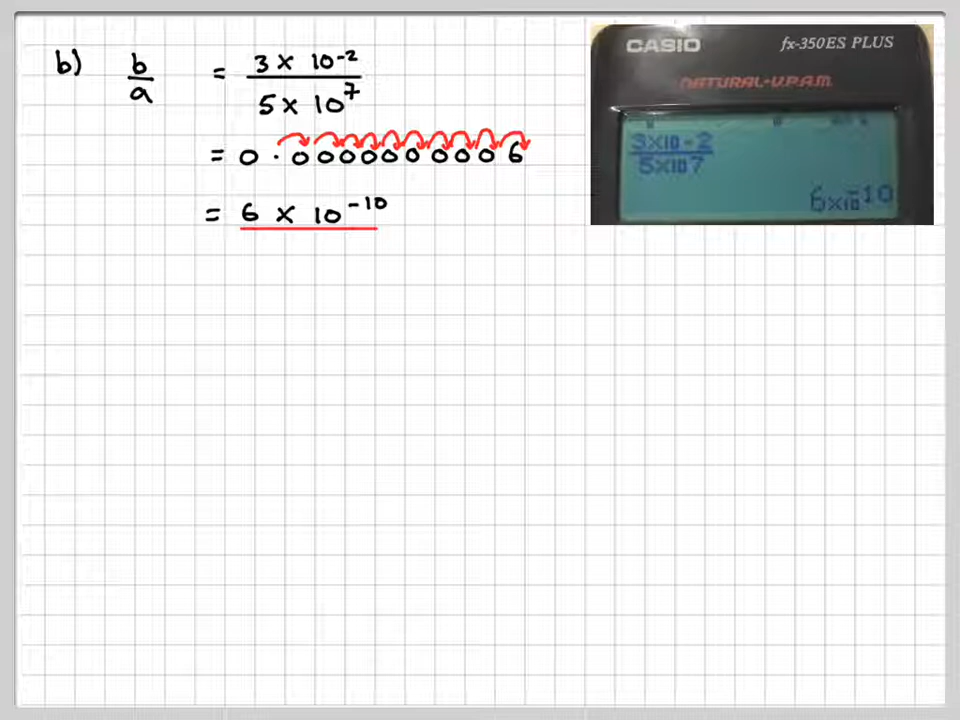 b) b/a = 3 × 10⁻² / 5 × 10⁷
= 0.0000000006
= 6 × 10⁻¹⁰
CASIO fx-350ES PLUS
NATURAL-V.P.A.M.
3×10-2
5×107
6×10⁻¹⁰